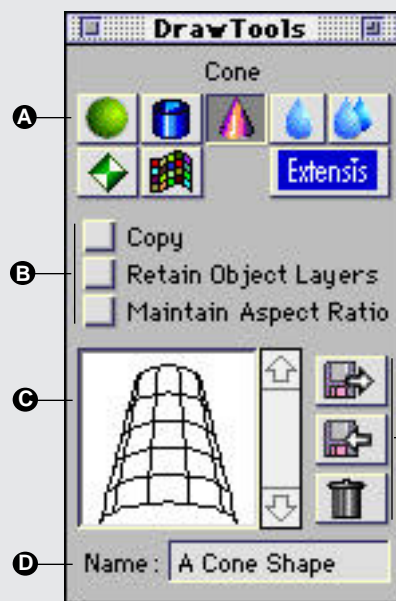 DrawTools
Cone
A
Extensis
B
Copy
Retain Object Layers
Maintain Aspect Ratio
C
D
Name: A Cone Shape